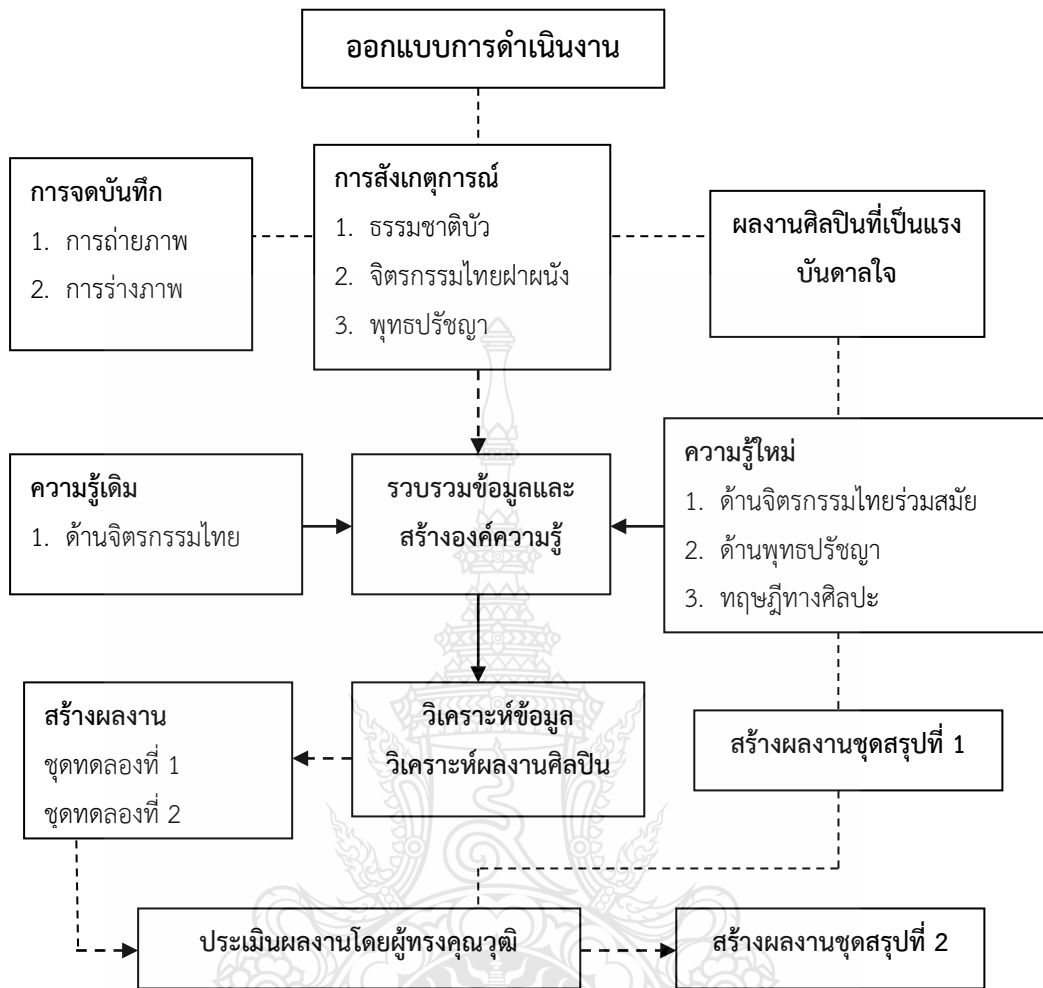 ออกแบบการดำเนินงาน
การจดบันทึก
1. การถ่ายภาพ
2. การร่างภาพ
การสังเกตุการณ์
1. ธรรมชาติบัว
2. จิตรกรรมไทยฝาผนัง
3. พุทธปรัชญา
ผลงานศิลปินที่เป็นแรง
บันดาลใจ
ความรู้เดิม
1. ด้านจิตรกรรมไทย
รวบรวมข้อมูลและ
สร้างองค์ความรู้
ความรู้ใหม่
1. ด้านจิตรกรรมไทยร่วมสมัย
2. ด้านพุทธปรัชญา
3. ทฤษฎีทางศิลปะ
สร้างผลงาน
ชุดทดลองที่ 1
ชุดทดลองที่ 2
วิเคราะห์ข้อมูล
วิเคราะห์ผลงานศิลปิน
สร้างผลงานชุดสรุปที่ 1
ประเมินผลงานโดยผู้ทรงคุณวุฒิ
สร้างผลงานชุดสรุปที่ 2